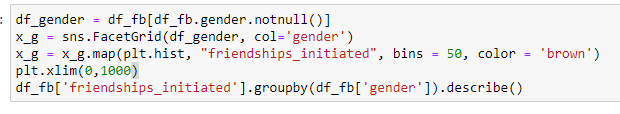 :
df_gender = df_fb[df_fb.gender.notnull()]
x_g = sns.FacetGrid(df_gender, col='gender')
x_g = x_g.map(plt.hist, "friendships_initiated", bins = 50, color = 'brown')
plt.xlim(0,1000)
df_fb['friendships_initiated'].groupby(df_fb['gender']).describe()